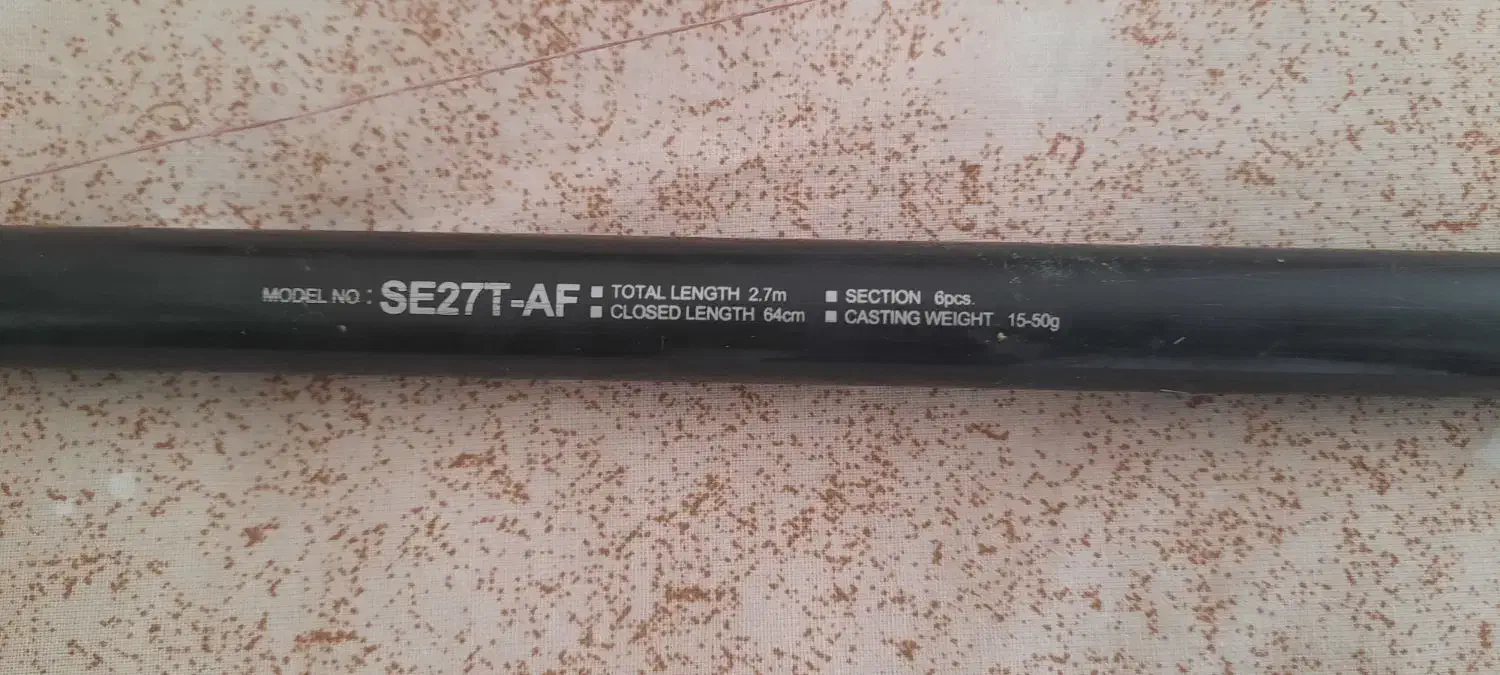 MODEL NO : SE27T-AF
■ TOTAL LENGTH 2.7m ■ SECTION 6pcs.
■ CLOSED LENGTH 64cm ■ CASTING WEIGHT 15-50g